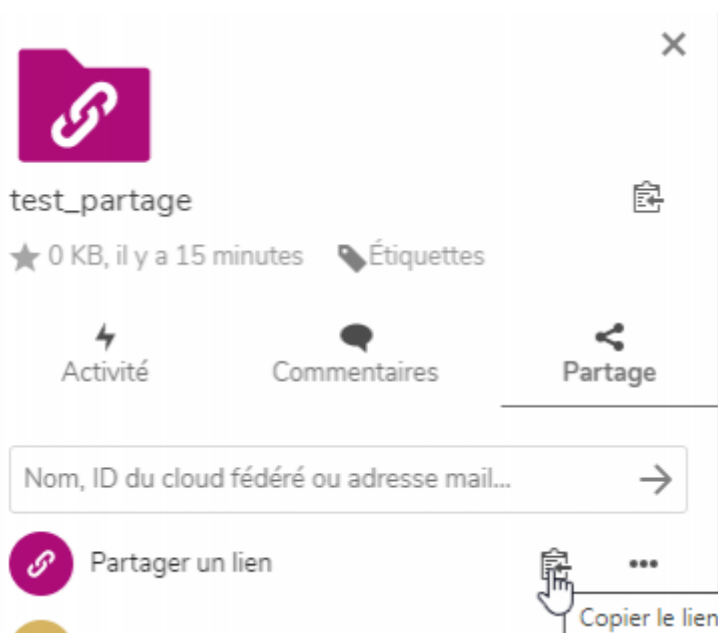 test_partage
0 KB, il y a 15 minutes Étiquettes
Activité Commentaires Partage
Nom, ID du cloud fédéré ou adresse mail...
Partager un lien
Copier le lien